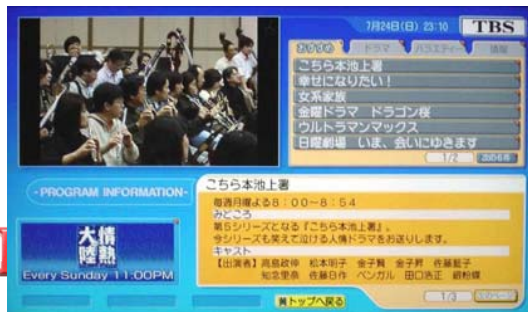 7月24日(日) 23:10 TBS
おすすめ ドラマ バラエティー 情報
こちら本池上署
幸せになりたい!
女系家族
金曜ドラマ ドラゴン桜
ウルトラマンマックス
日曜劇場 いま、会いにゆきます
1/2
-PROGRAM INFORMATION-
こちら本池上署
毎週月曜よる8:00~8:54
みどころ
第5シリーズとなる『こちら本池上署』。
今シリーズも笑えて泣ける人情ドラマをお送りします。
キャスト
【出演者】高島政伸 松本明子 金子賢 金子昇 佐藤藍子
知念里奈 佐藤B作 ベンガル 田口浩正 銀粉蝶
情熱大陸
Every Sunday 11:00PM
黄トップへ戻る
1/3